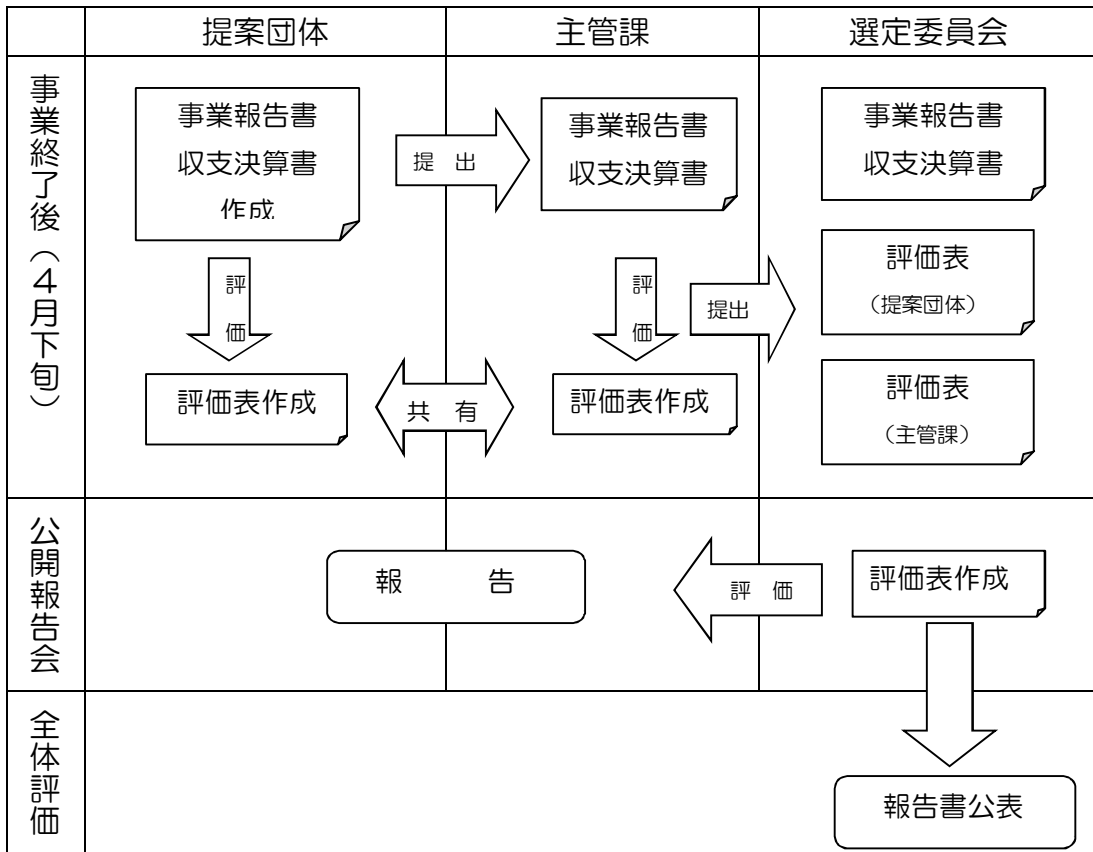 提案団体
主管課
選定委員会
事業終了後（４月下旬）
事業報告書
収支決算書
作成
提 出
事業報告書
収支決算書
事業報告書
収支決算書
評
価
評
価
提出
評価表
（提案団体）
評価表作成
共 有
評価表作成
評価表
（主管課）
公開報告会
報 告
評 価
評価表作成
全体評価
報告書公表